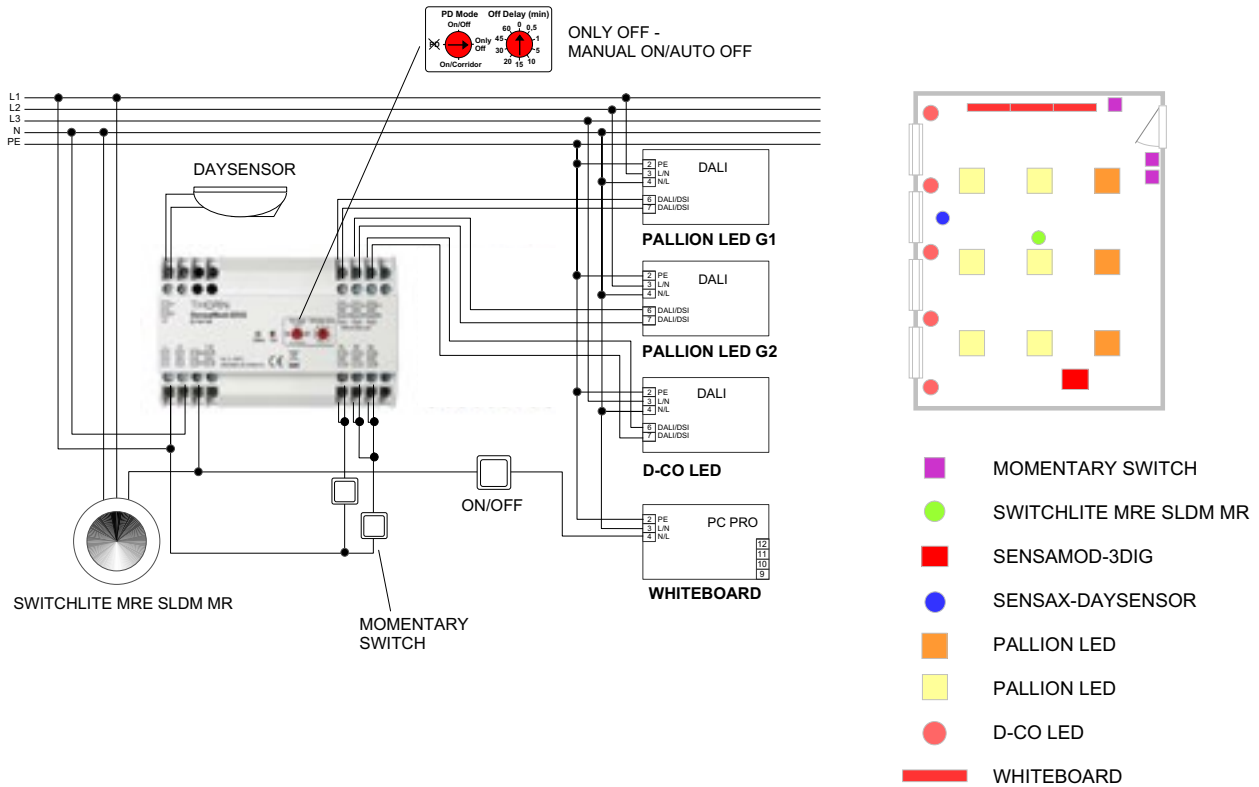 PD Mode
Off Delay (min)
On/Off
PD
Only
Off
On/Corridor
0
0,5
1
5
10
15
20
30
45
60
ONLY OFF -
MANUAL ON/AUTO OFF
L1
L2
L3
N
PE
DAYSENSOR
THORN
2 PE
3 L/N
4 N/L
6 DALI/DSI
7 DALI/DSI
DALI
PALLION LED G1
2 PE
3 L/N
4 N/L
6 DALI/DSI
7 DALI/DSI
DALI
PALLION LED G2
2 PE
3 L/N
4 N/L
6 DALI/DSI
7 DALI/DSI
DALI
D-CO LED
ON/OFF
2 PE
3 L/N
4 N/L
PC PRO
12
11
10
9
WHITEBOARD
SWITCHLITE MRE SLDM MR
MOMENTARY
SWITCH
MOMENTARY SWITCH
SWITCHLITE MRE SLDM MR
SENSAMOD-3DIG
SENSAX-DAYSENSOR
PALLION LED
PALLION LED
D-CO LED
WHITEBOARD